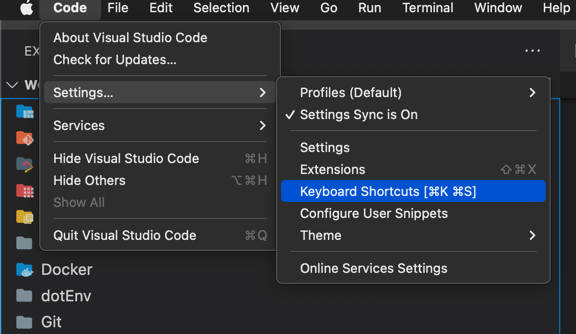 Code File Edit Selection View Go Run Terminal Window Help
About Visual Studio Code
Check for Updates...
Settings...
Services
Hide Visual Studio Code ⌘H
Hide Others ⌥⌘H
Show All
Quit Visual Studio Code ⌘Q
Profiles (Default)
✓ Settings Sync is On
Settings
Extensions ⇧⌘X
Keyboard Shortcuts [⌘K ⌘S]
Configure User Snippets
Theme
Online Services Settings
EX
W
Docker
dotEnv
Git